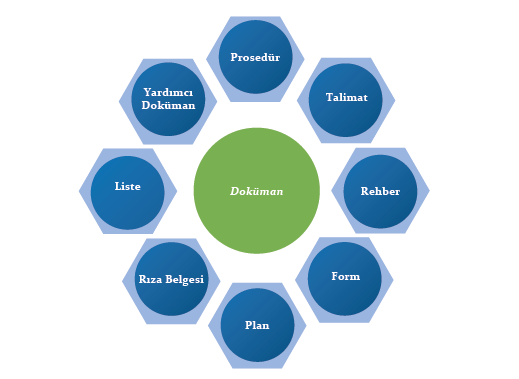 Prosedür
Talimat
Rehber
Form
Plan
Rıza Belgesi
Liste
Yardımcı
Doküman
Doküman